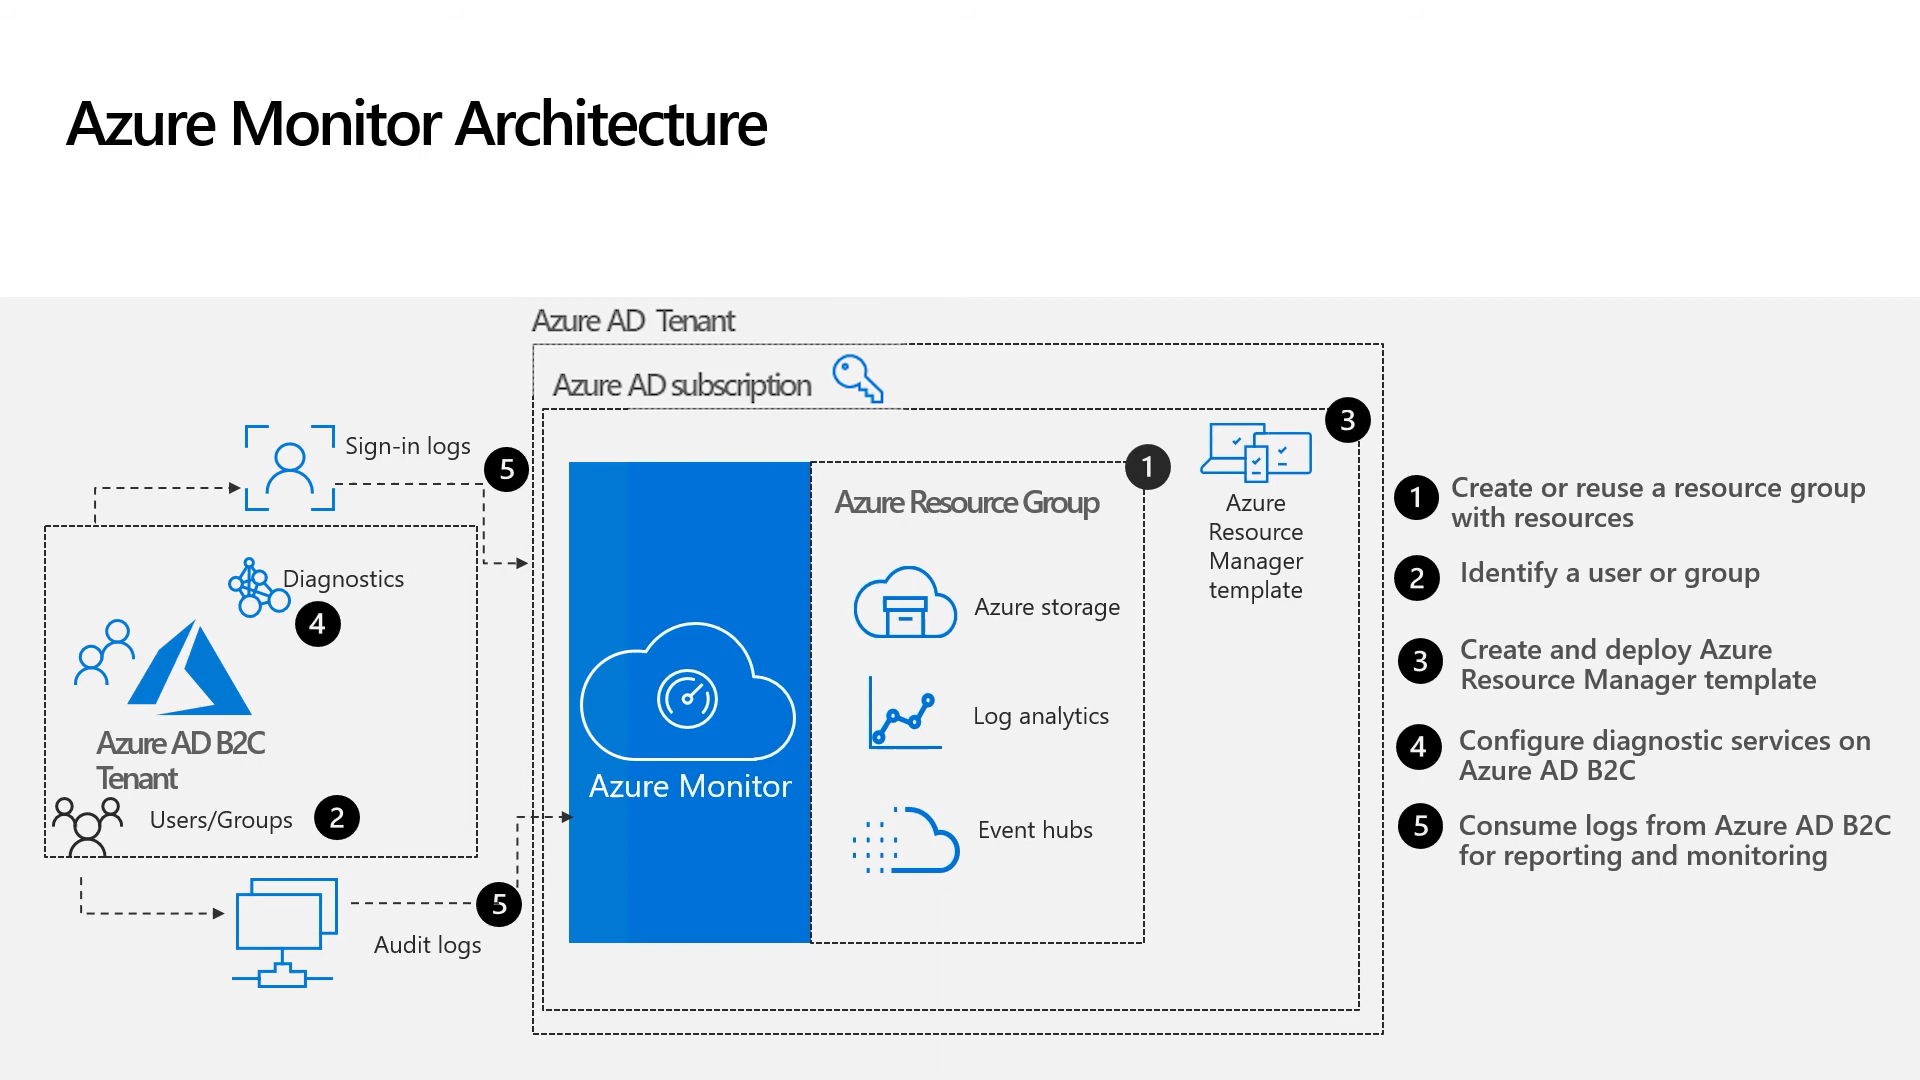 Azure Monitor Architecture
Azure AD Tenant
Azure AD subscription
3
Sign-in logs
5
1
Azure Resource Group
Azure
Resource
Manager
template
Diagnostics
4
Azure storage
Azure AD B2C
Tenant
Log analytics
Azure Monitor
Users/Groups
2
Event hubs
5
Audit logs
1
Create or reuse a resource group
with resources
2
Identify a user or group
3
Create and deploy Azure
Resource Manager template
4
Configure diagnostic services on
Azure AD B2C
5
Consume logs from Azure AD B2C
for reporting and monitoring